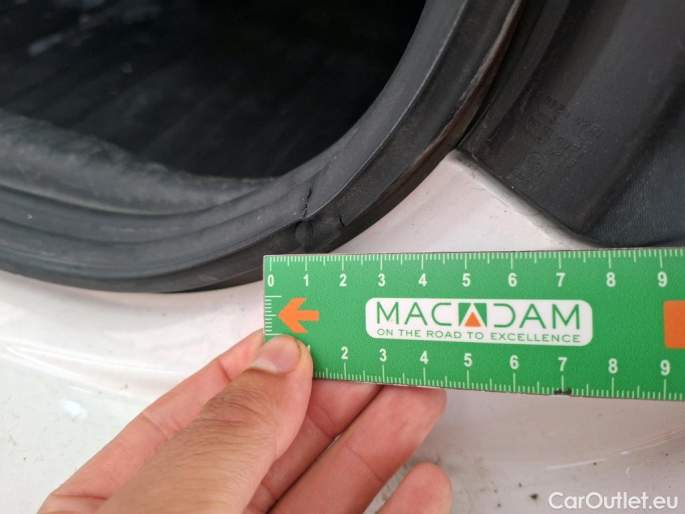 0 1 2 3 4 5 6 7 8 9
MACADAM
ON THE ROAD TO EXCELLENCE
2 3 4 5 6 7 8 9
CarOutlet.eu